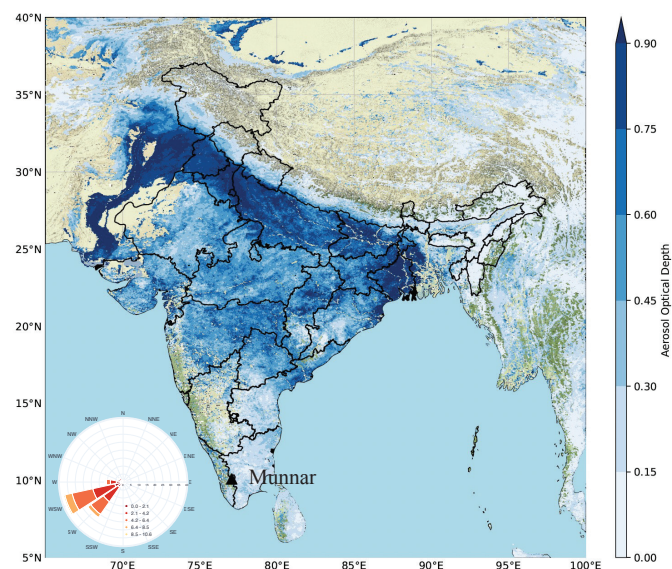 40°N
35°N
30°N
25°N
20°N
15°N
10°N
5°N
70°E
75°E
80°E
85°E
90°E
95°E
100°E
Munnar
N
NNE
NE
ENE
E
ESE
SSE
S
SSW
SW
WSW
W
WNW
NW
NNW
0.0 - 2.1
2.1 - 4.2
4.2 - 6.4
6.4 - 8.5
8.5 - 10.6
0.90
0.75
0.60
0.45
0.30
0.15
0.00
Aerosol Optical Depth